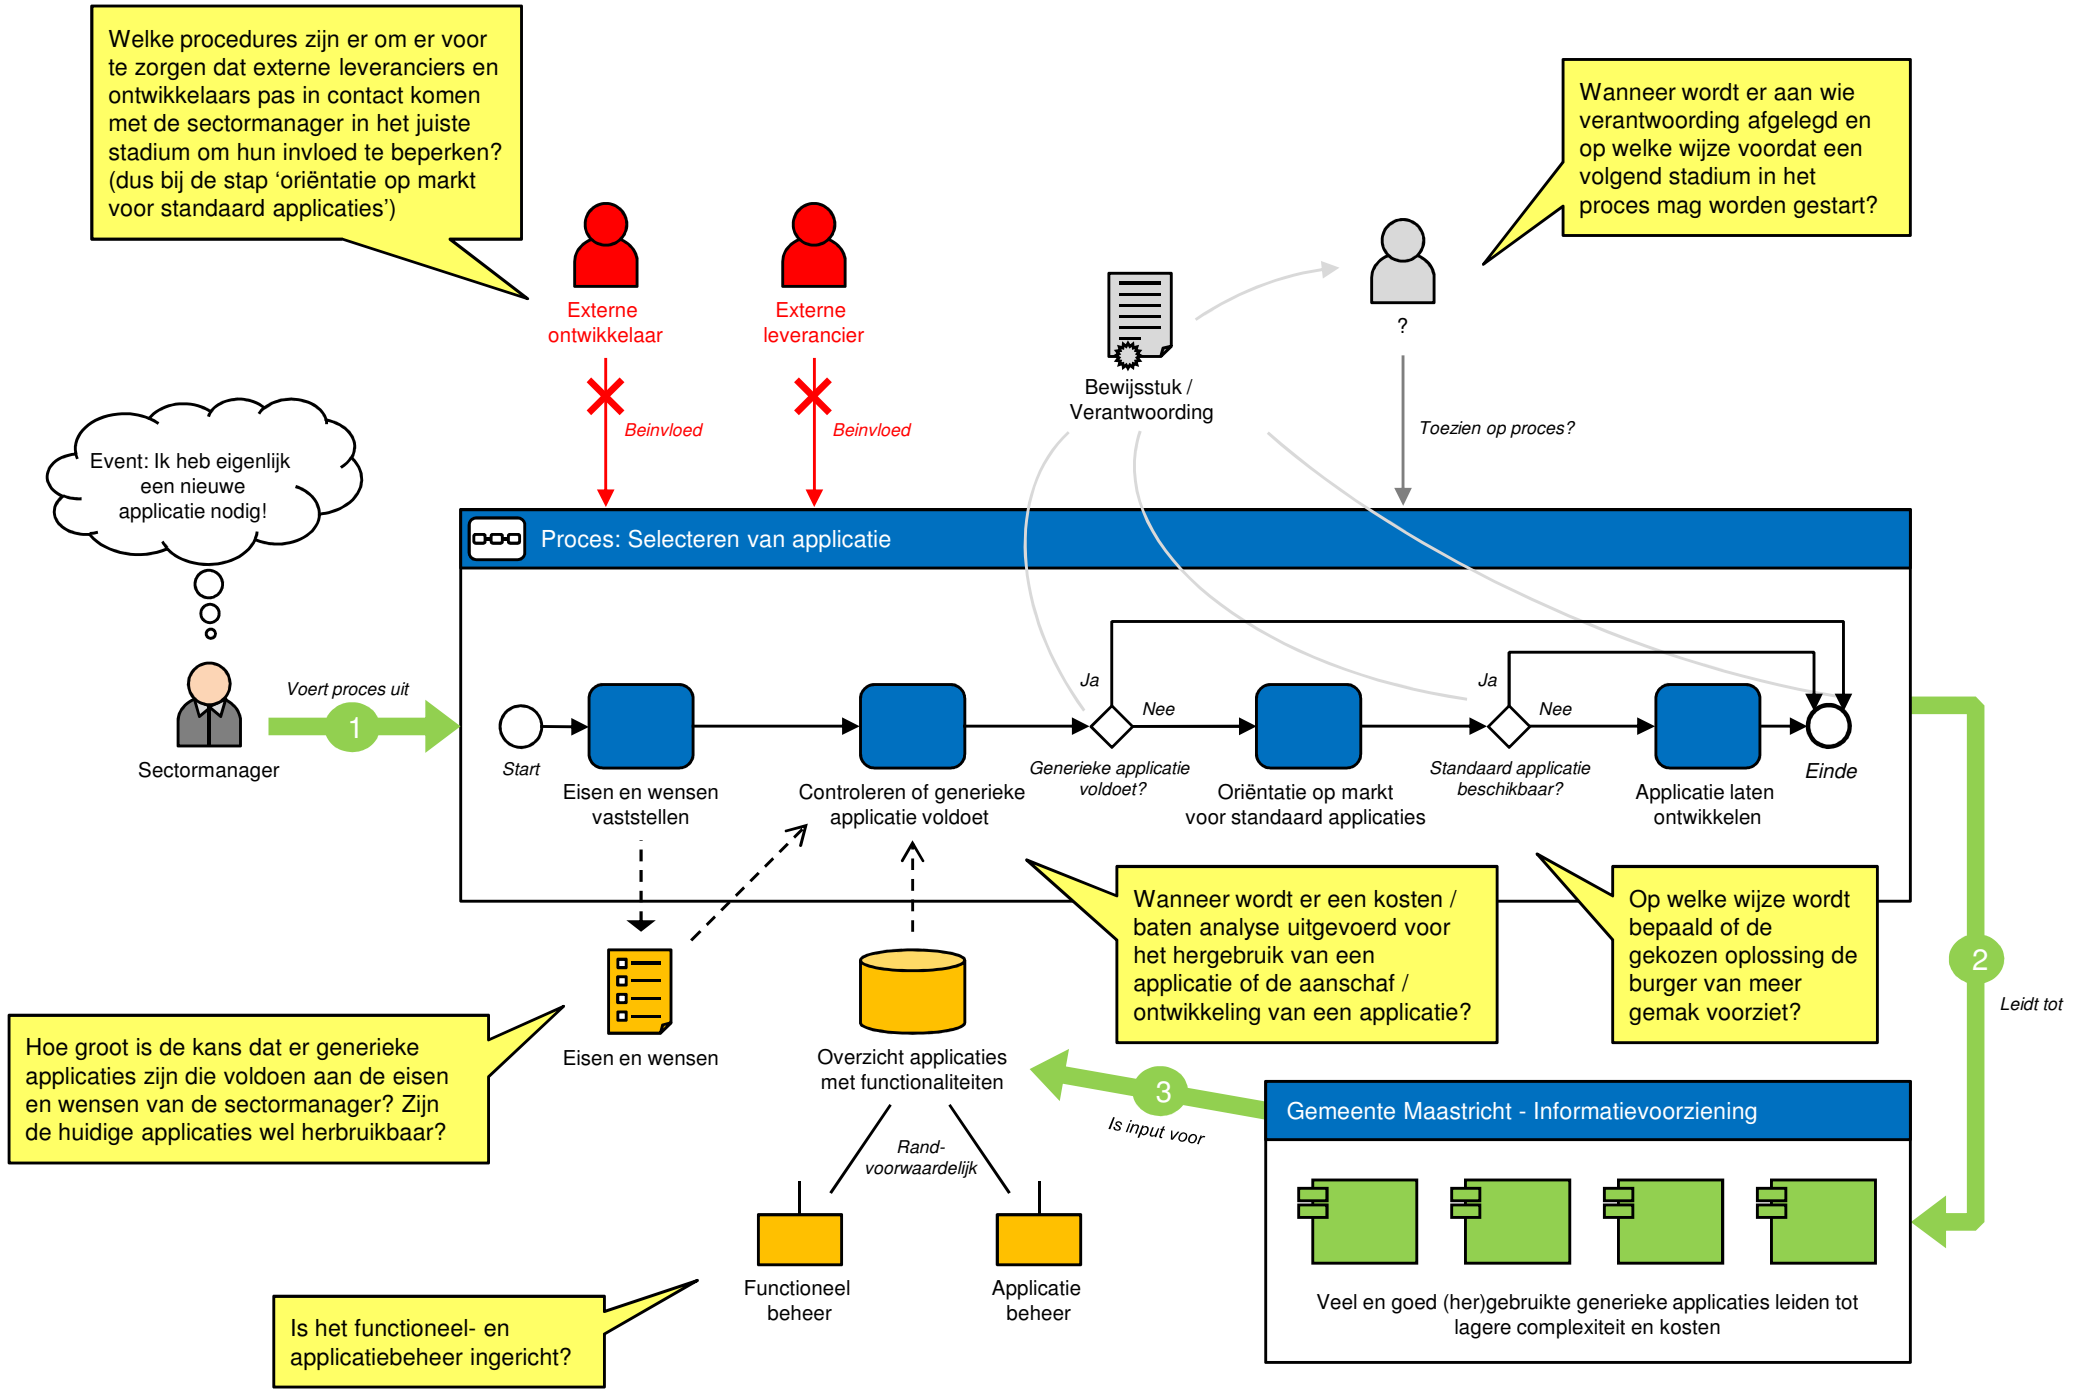 Welke procedures zijn er om er voor
te zorgen dat externe leveranciers en
ontwikkelaars pas in contact komen
met de sectormanager in het juiste
stadium om hun invloed te beperken?
(dus bij de stap ‘oriëntatie op markt
voor standaard applicaties’)
Wanneer wordt er aan wie
verantwoording afgelegd en
op welke wijze voordat een
volgend stadium in het
proces mag worden gestart?
Externe
ontwikkelaar
Externe
leverancier
?
Bewijsstuk /
Verantwoording
Beinvloed
Beinvloed
Toezien op proces?
Event: Ik heb eigenlijk
een nieuwe
applicatie nodig!
Proces: Selecteren van applicatie
Voert proces uit
1
Sectormanager
Start
Eisen en wensen
vaststellen
Controleren of generieke
applicatie voldoet
Ja
Nee
Generieke applicatie
voldoet?
Oriëntatie op markt
voor standaard applicaties
Ja
Nee
Standaard applicatie
beschikbaar?
Applicatie laten
ontwikkelen
Einde
Wanneer wordt er een kosten /
baten analyse uitgevoerd voor
het hergebruik van een
applicatie of de aanschaf /
ontwikkeling van een applicatie?
Op welke wijze wordt
bepaald of de
gekozen oplossing de
burger van meer
gemak voorziet?
2
Leidt tot
Hoe groot is de kans dat er generieke
applicaties zijn die voldoen aan de eisen
en wensen van de sectormanager? Zijn
de huidige applicaties wel herbruikbaar?
Eisen en wensen
Overzicht applicaties
met functionaliteiten
3
Is input voor
Gemeente Maastricht - Informatievoorziening
Rand-
voorwaardelijk
Functioneel
beheer
Applicatie
beheer
Veel en goed (her)gebruikte generieke applicaties leiden tot
lagere complexiteit en kosten
Is het functioneel- en
applicatiebeheer ingericht?